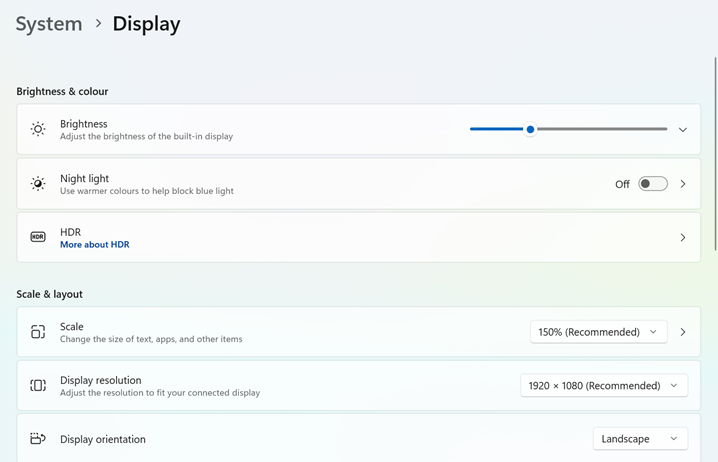 System > Display
Brightness & colour
Brightness
Adjust the brightness of the built-in display
Night light
Use warmer colours to help block blue light
Off
HDR
HDR
More about HDR
Scale & layout
Scale
Change the size of text, apps, and other items
150% (Recommended)
Display resolution
Adjust the resolution to fit your connected display
1920 × 1080 (Recommended)
Display orientation
Landscape